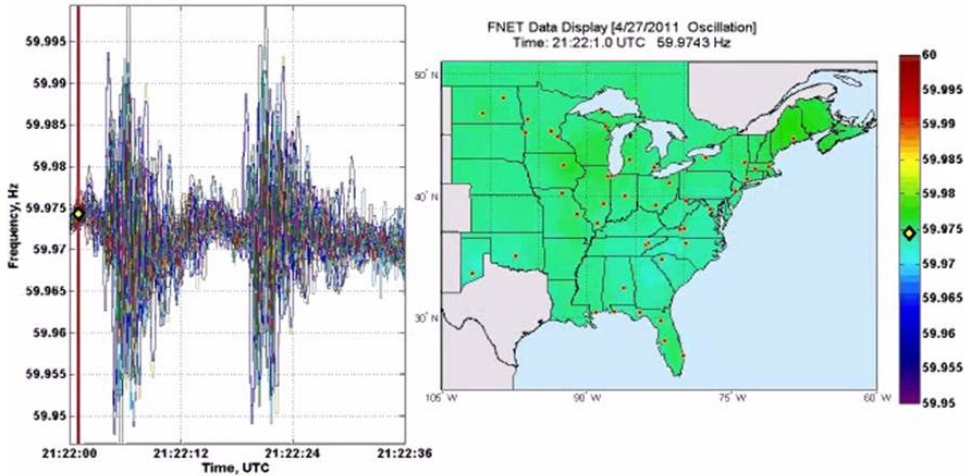 59.995
59.99
59.985
59.98
59.975
59.97
59.965
59.96
59.955
59.95
Frequency, Hz
21:22:00
21:22:12
21:22:24
21:22:36
Time, UTC
FNET Data Display [4/27/2011 Oscillation]
Time: 21:22:1.0 UTC 59.9743 Hz
50° N
40° N
30° N
105° W
90° W
75° W
60° W
60
59.995
59.99
59.985
59.98
59.975
59.97
59.965
59.96
59.955
59.95